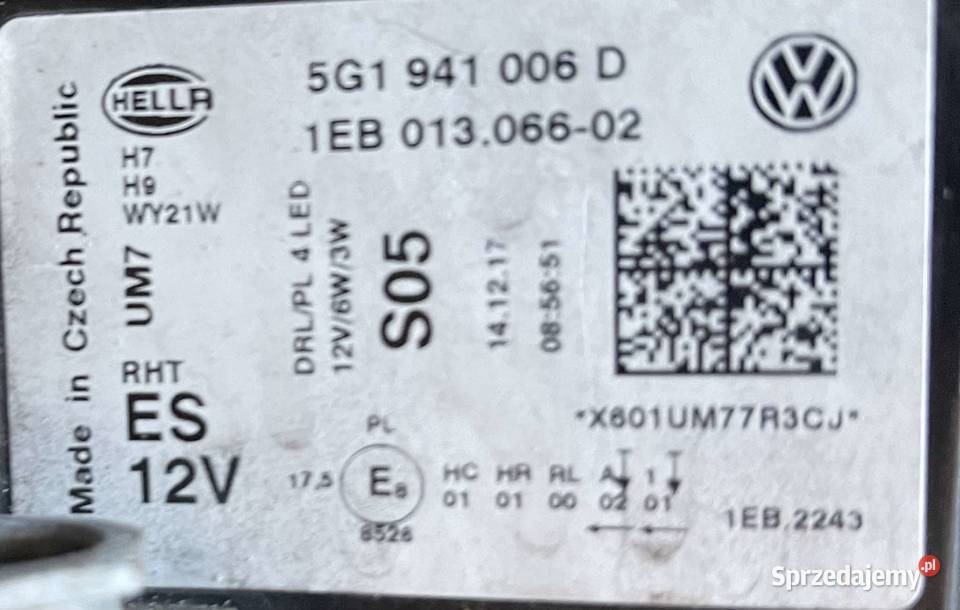 Made in Czech Republic
HELLA
5G1 941 006 D
1EB 013.066-02
H7
H9
WY21W
UM7
RHT
ES
12V
DRL/PL 4 LED
12V/6W/3W
S05
14.12.17
08:56:51
*X601UM77R3CJ*
PL
17,5
E8
8526
HC HR RL A 1
01 01 00 02 01
1EB.2243
Sprzedajemy.pl